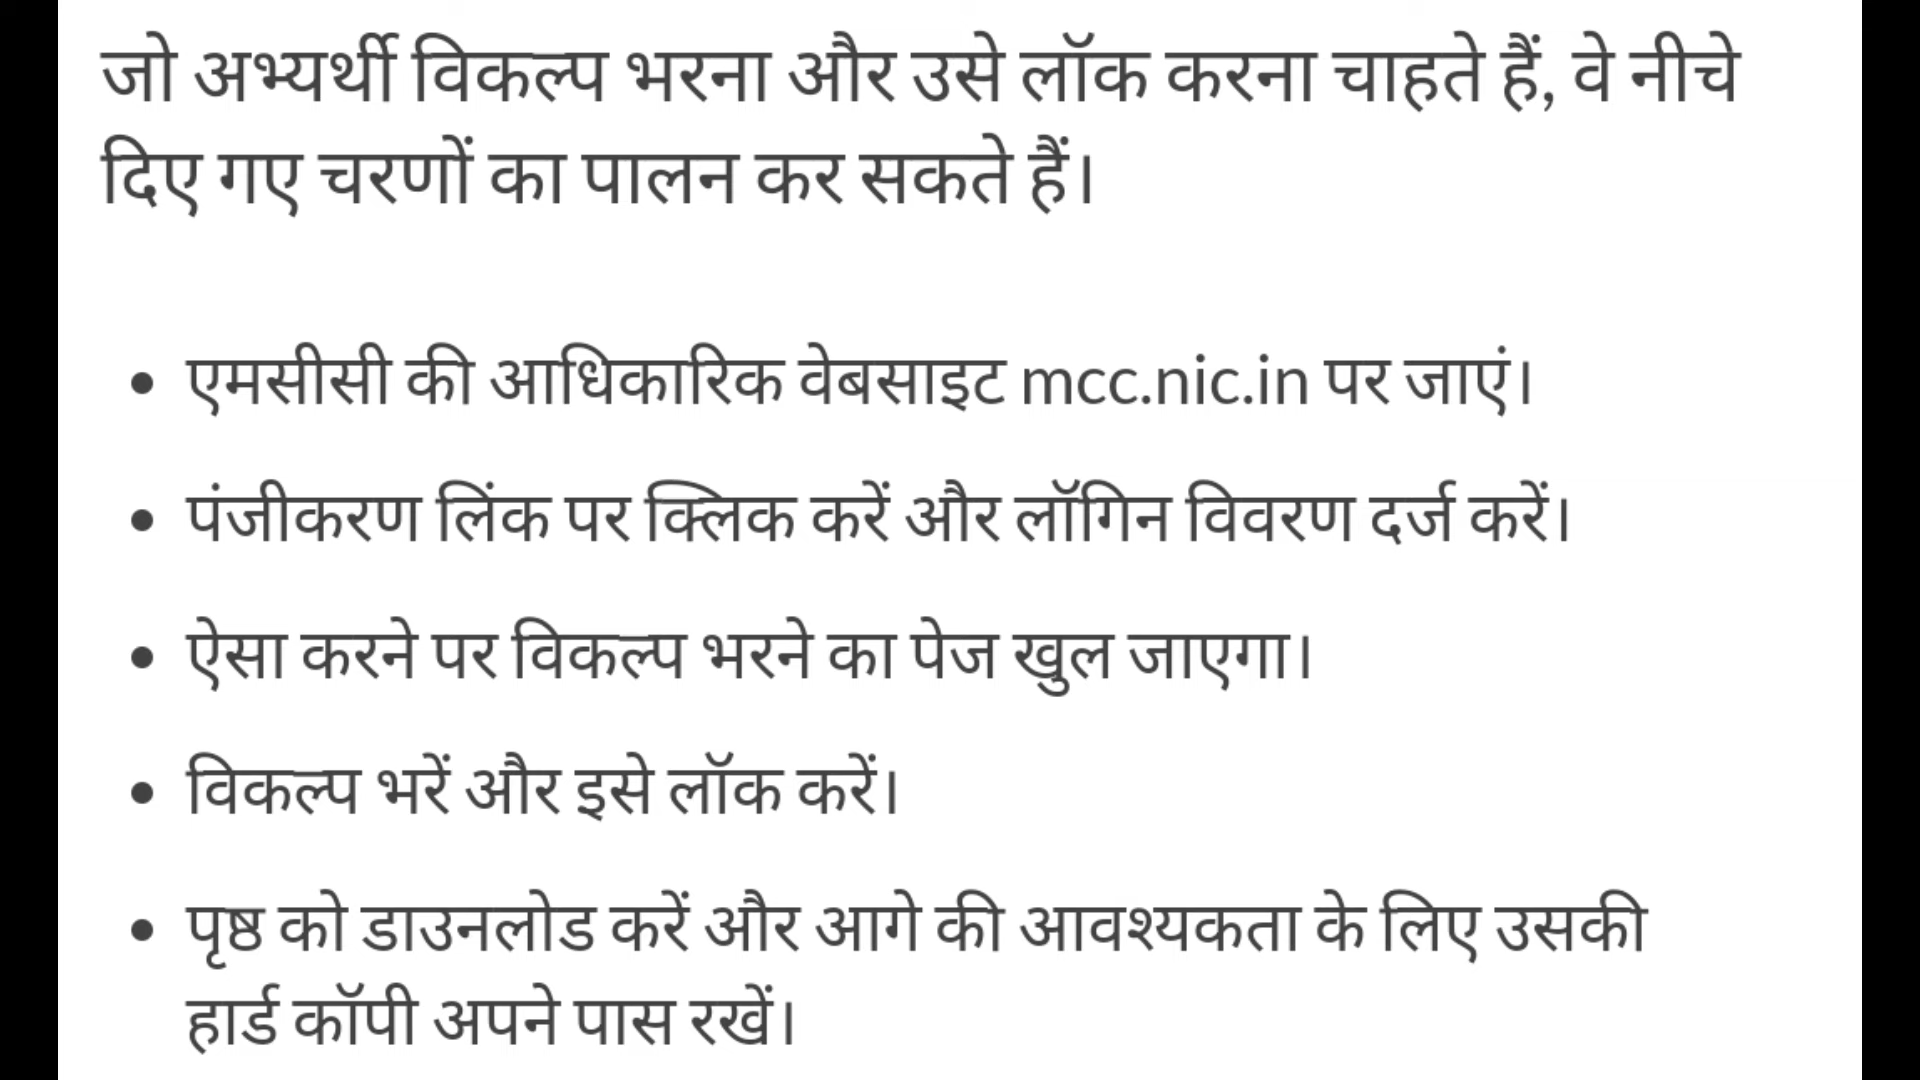 जो अभ्यर्थी विकल्प भरना और उसे लॉक करना चाहते हैं, वे नीचे
दिए गए चरणों का पालन कर सकते हैं।
• एमसीसी की आधिकारिक वेबसाइट mcc.nic.in पर जाएं।
• पंजीकरण लिंक पर क्लिक करें और लॉगिन विवरण दर्ज करें।
• ऐसा करने पर विकल्प भरने का पेज खुल जाएगा।
• विकल्प भरें और इसे लॉक करें।
• पृष्ठ को डाउनलोड करें और आगे की आवश्यकता के लिए उसकी
हार्ड कॉपी अपने पास रखें।